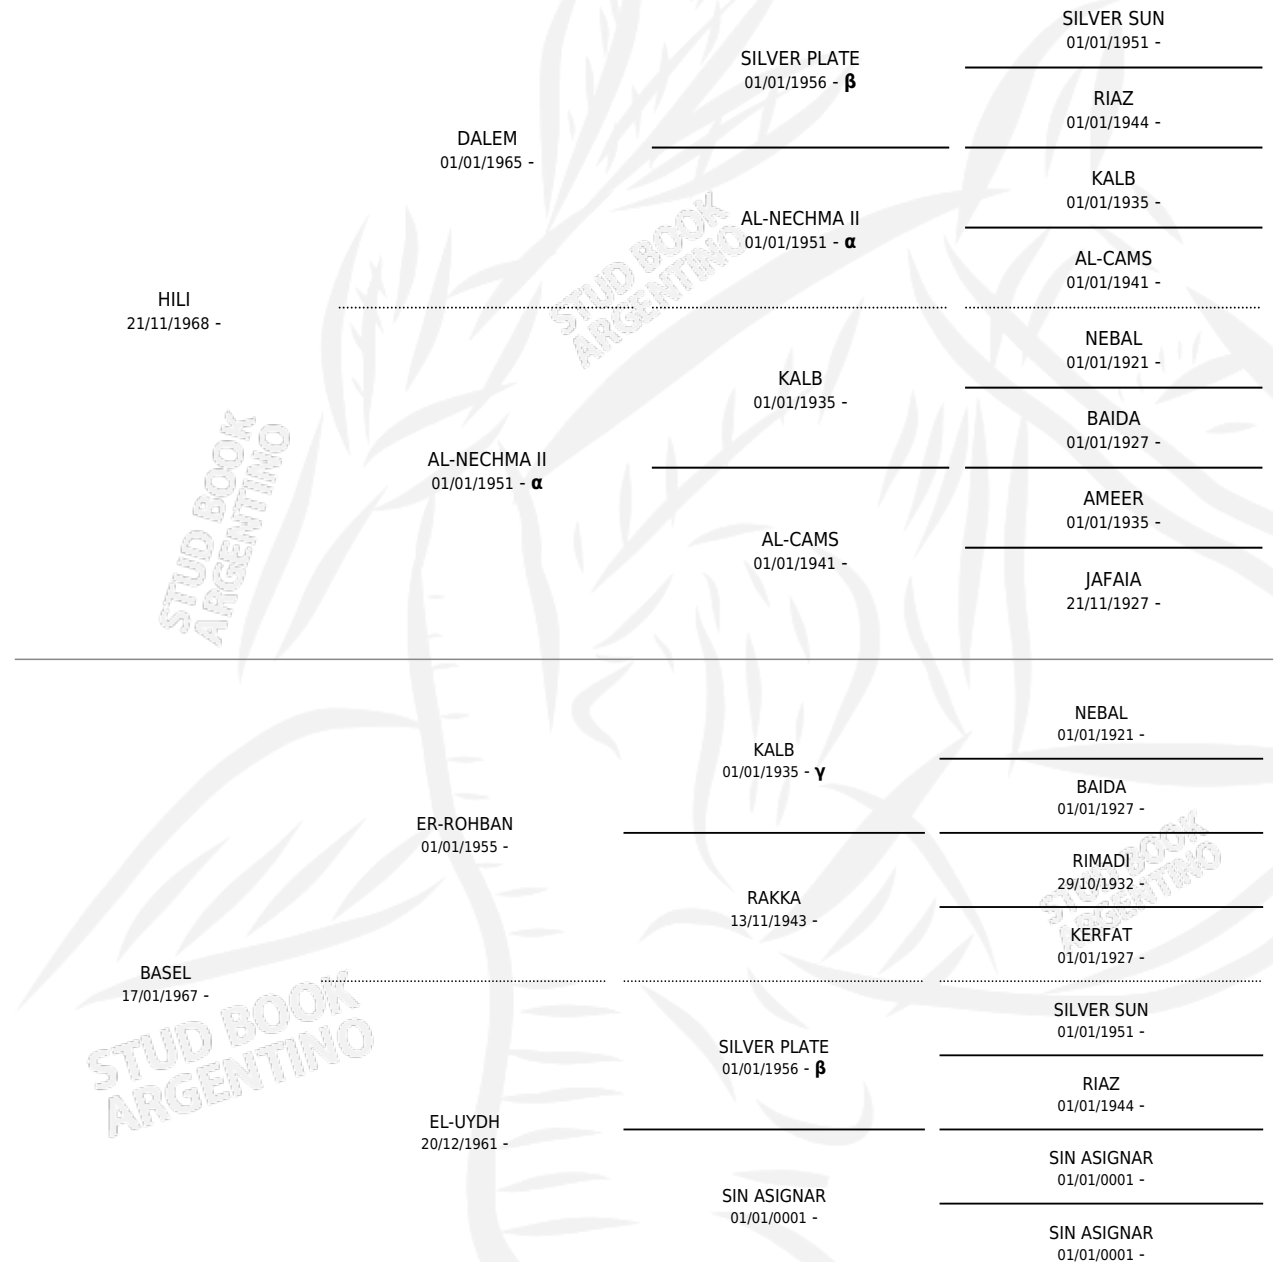 SILVER SUN
01/01/1951 -
SILVER PLATE
01/01/1956 - β
RIAZ
01/01/1944 -
DALEM
01/01/1965 -
KALB
01/01/1935 -
AL-NECHMA II
01/01/1951 - α
AL-CAMS
01/01/1941 -
HILI
21/11/1968 -
STUD BOOK
ARGENTINO
NEBAL
01/01/1921 -
KALB
01/01/1935 -
BAIDA
01/01/1927 -
AL-NECHMA II
01/01/1951 - α
AMEER
01/01/1935 -
AL-CAMS
01/01/1941 -
JAFAIA
21/11/1927 -
STUD BOOK
ARGENTINO
NEBAL
01/01/1921 -
KALB
01/01/1935 - γ
BAIDA
01/01/1927 -
ER-ROHBAN
01/01/1955 -
RIMADI
29/10/1932 -
RAKKA
13/11/1943 -
KERFAT
01/01/1927 -
STUD BOOK
ARGENTINO
BASEL
17/01/1967 -
SILVER SUN
01/01/1951 -
SILVER PLATE
01/01/1956 - β
RIAZ
01/01/1944 -
STUD BOOK
ARGENTINO
EL-UYDH
20/12/1961 -
SIN ASIGNAR
01/01/0001 -
SIN ASIGNAR
01/01/0001 -
SIN ASIGNAR
01/01/0001 -